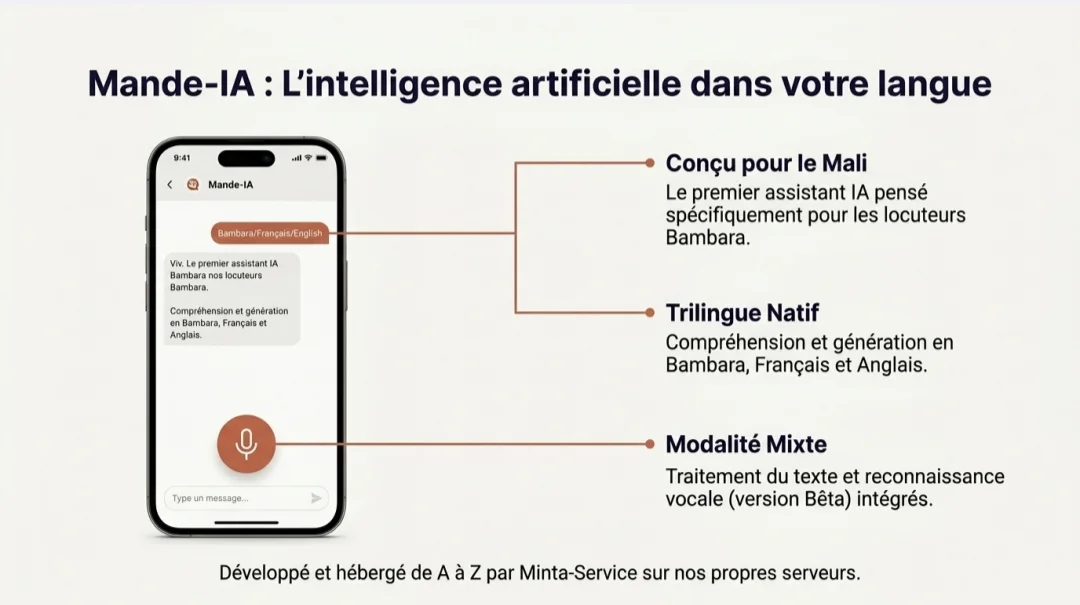 Mande-IA : L’intelligence artificielle dans votre langue
9:41
Mande-IA
Bambara/Français/English
Viv. Le premier assistant IA
Bambara nos locuteurs
Bambara.
Compréhension et génération
en Bambara, Français et
Anglais.
Type un message...
Conçu pour le Mali
Le premier assistant IA pensé
spécifiquement pour les locuteurs
Bambara.
Trilingue Natif
Compréhension et génération en
Bambara, Français et Anglais.
Modalité Mixte
Traitement du texte et reconnaissance
vocale (version Bêta) intégrés.
Développé et hébergé de A à Z par Minta-Service sur nos propres serveurs.